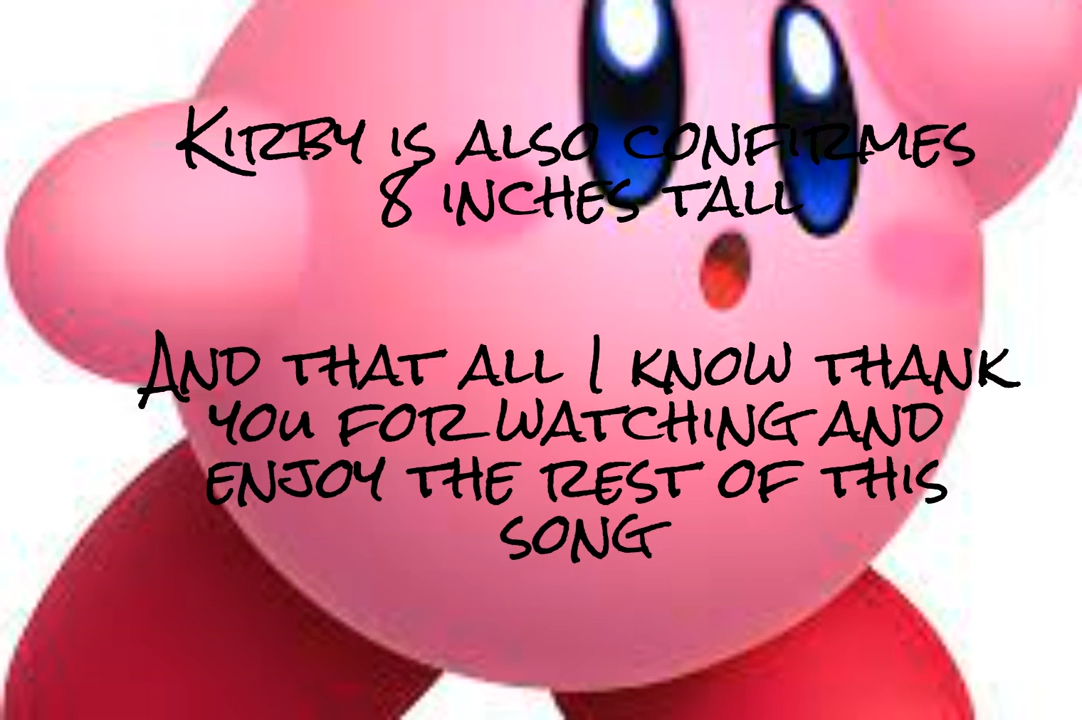 Kirby is also confirmes
8 inches tall
And that all I know thank
you for watching and
enjoy the rest of this
song